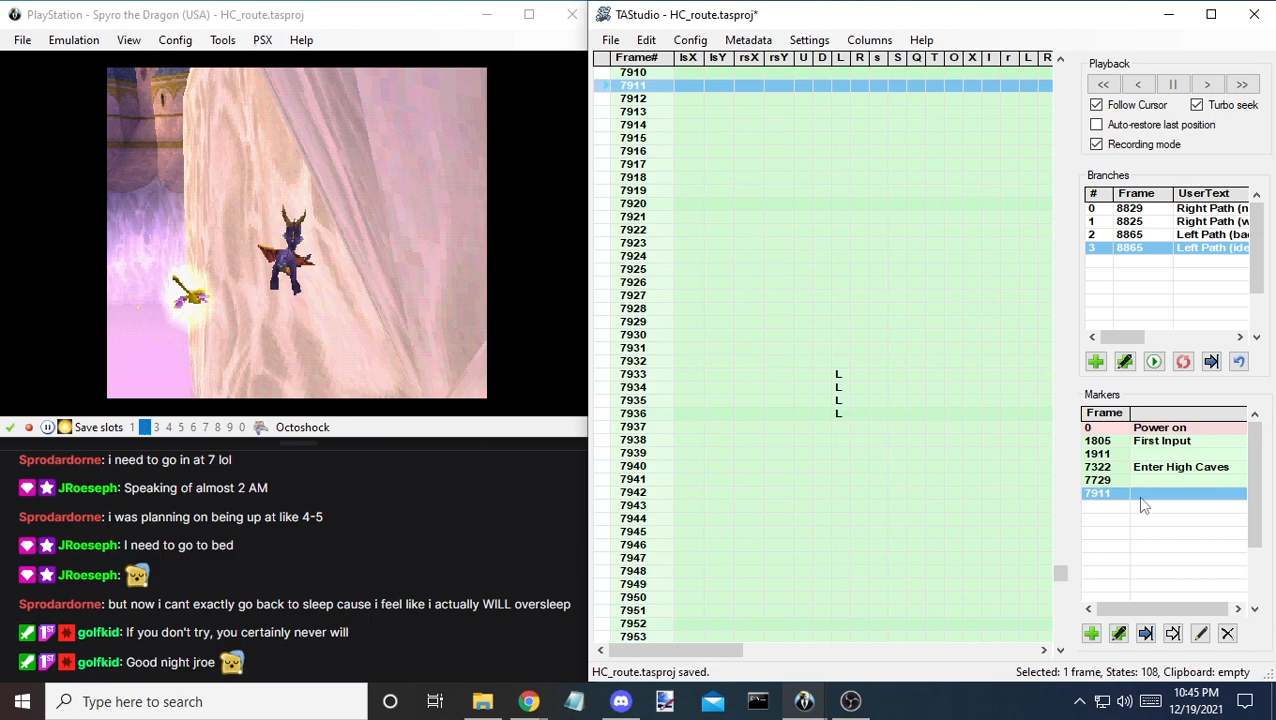 PlayStation - Spyro the Dragon (USA) - HC_route.tasproj
File Emulation View Config Tools PSX Help
Save slots 1 3 4 5 6 7 8 9 0 Octoshock
Sprodardorne: i need to go in at 7 lol
JRoeseph: Speaking of almost 2 AM
Sprodardorne: i was planning on being up at like 4-5
JRoeseph: I need to go to bed
JRoeseph:
Sprodardorne: but now i cant exactly go back to sleep cause i feel like i actually WILL oversleep
1ST golfkid: If you don't try, you certainly never will
1ST golfkid: Good night jroe
TAStudio - HC_route.tasproj*
File Edit Config Metadata Settings Columns Help
Frame# lsX lsY rsX rsY U D L R s S Q T O X l r L R
7910
7911
7912
7913
7914
7915
7916
7917
7918
7919
7920
7921
7922
7923
7924
7925
7926
7927
7928
7929
7930
7931
7932
7933 L
7934 L
7935 L
7936 L
7937
7938
7939
7940
7941
7942
7943
7944
7945
7946
7947
7948
7949
7950
7951
7952
7953
HC_route.tasproj saved.
Selected: 1 frame, States: 108, Clipboard: empty
Playback
<< < > >>
Follow Cursor Turbo seek
Auto-restore last position
Recording mode
Branches
# Frame UserText
0 8829 Right Path (n
1 8825 Right Path (w
2 8865 Left Path (ba
3 8865 Left Path (ide
Markers
Frame
0 Power on
1805 First Input
1911
7322 Enter High Caves
7729
7911
Type here to search
10:45 PM
12/19/2021